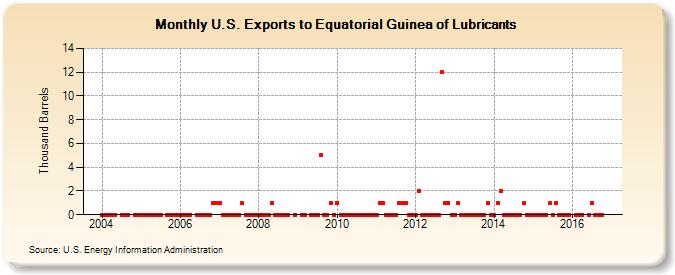 Monthly U.S. Exports to Equatorial Guinea of Lubricants
Thousand Barrels
14
12
10
8
6
4
2
0
2004 2006 2008 2010 2012 2014 2016
Source: U.S. Energy Information Administration